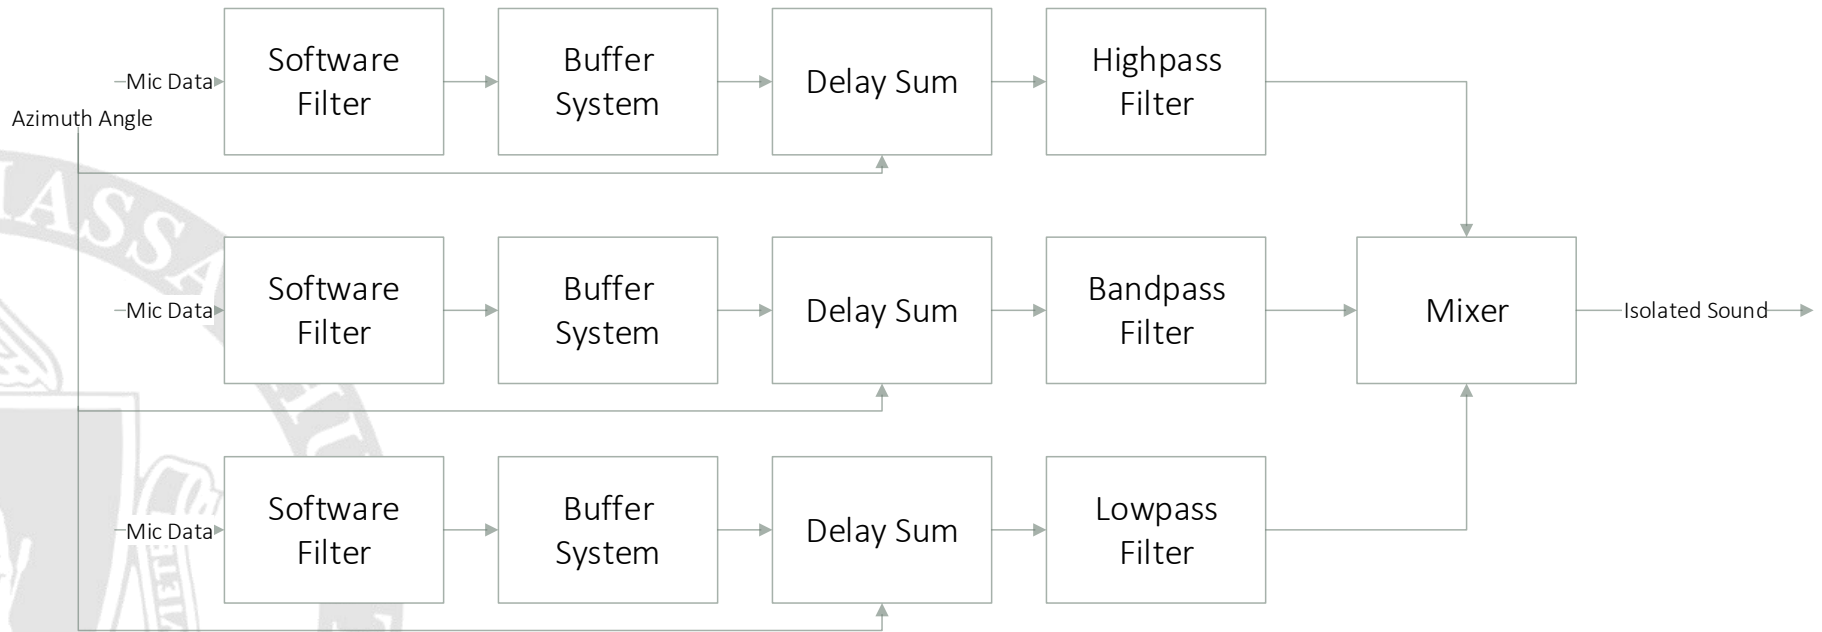 Software
Filter
Buffer
System
Delay Sum
Highpass
Filter
Mic Data
Azimuth Angle
Software
Filter
Buffer
System
Delay Sum
Bandpass
Filter
Mixer
Mic Data
Isolated Sound
Software
Filter
Buffer
System
Delay Sum
Lowpass
Filter
Mic Data